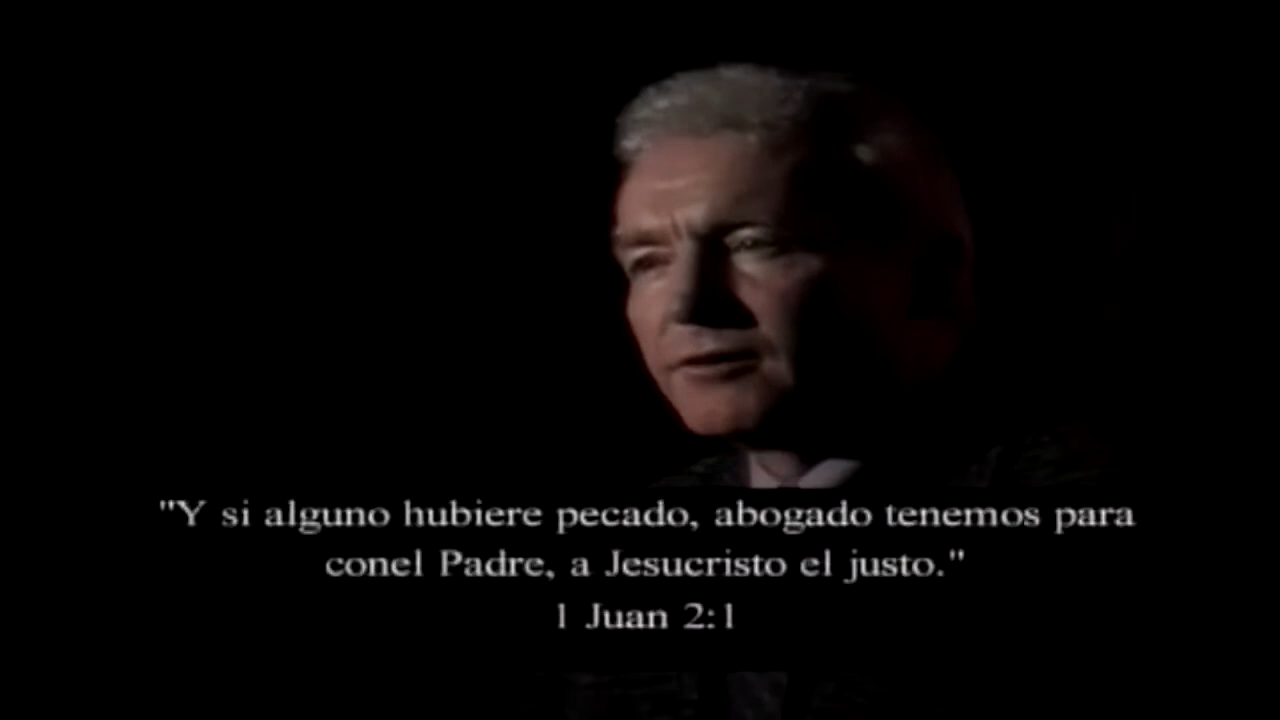 "Y si alguno hubiere pecado, abogado tenemos para
conel Padre, a Jesucristo el justo."
1 Juan 2:1